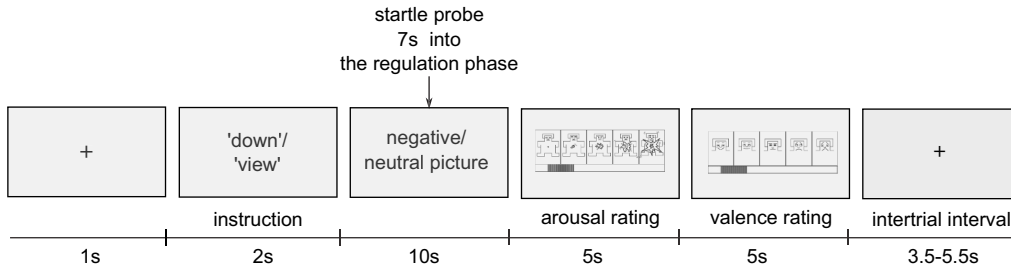 startle probe
7s into
the regulation phase
+
'down'/
'view'
negative/
neutral picture
+
instruction
arousal rating
valence rating
intertrial interval
1s
2s
10s
5s
5s
3.5-5.5s